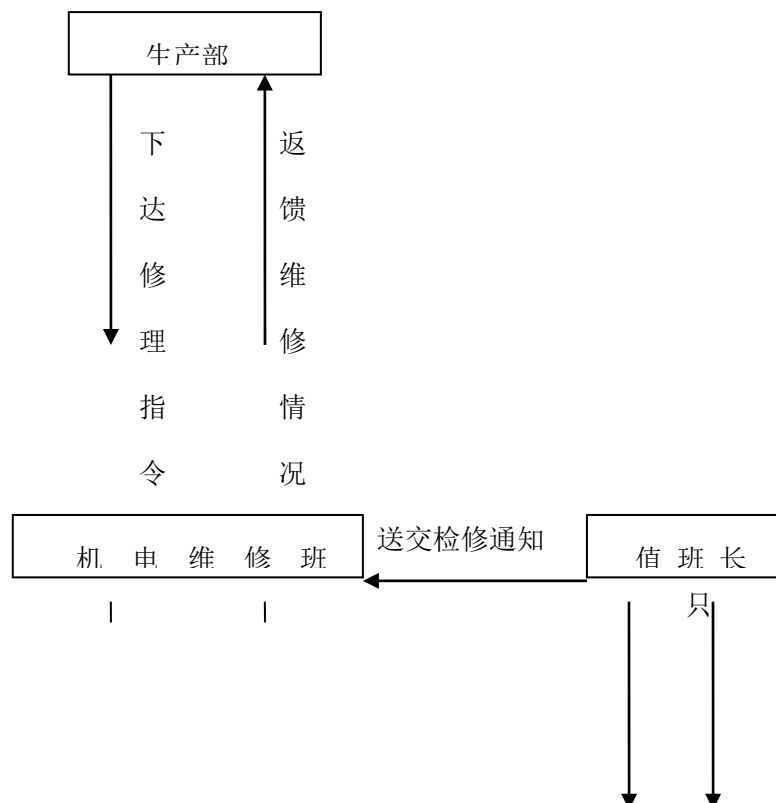 生产部
下达修理指令
返馈维修情况
机电维修班
送交检修通知
值班长
只